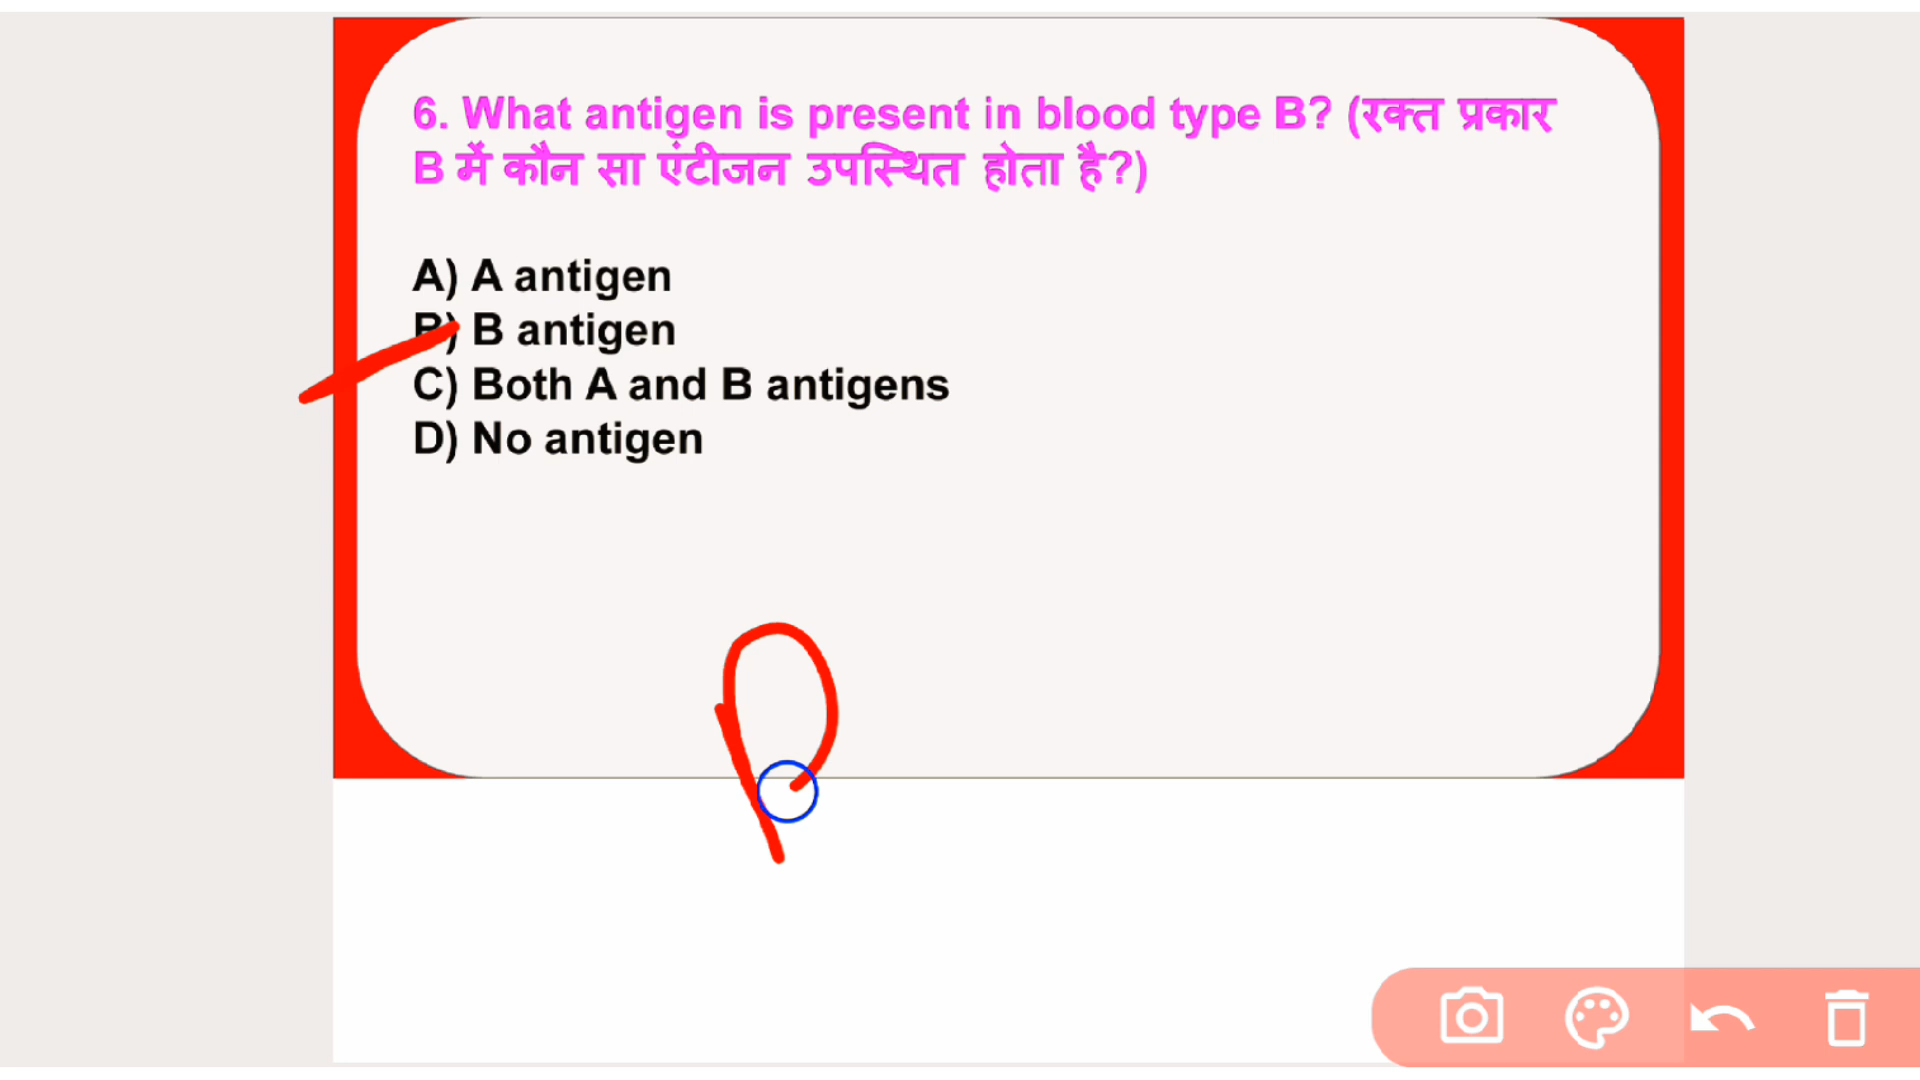 6. What antigen is present in blood type B? (रक्त प्रकार
B में कौन सा एंटीजन उपस्थित होता है?)
A) A antigen
B) B antigen
C) Both A and B antigens
D) No antigen